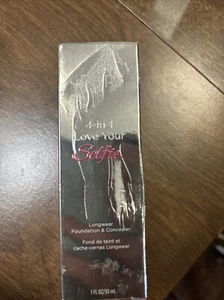 4-in-1
Love Your
Selfie
Longwear
Foundation & Concealer
Fond de teint et
cache-cernes Longwear
1 FL OZ/30 mL